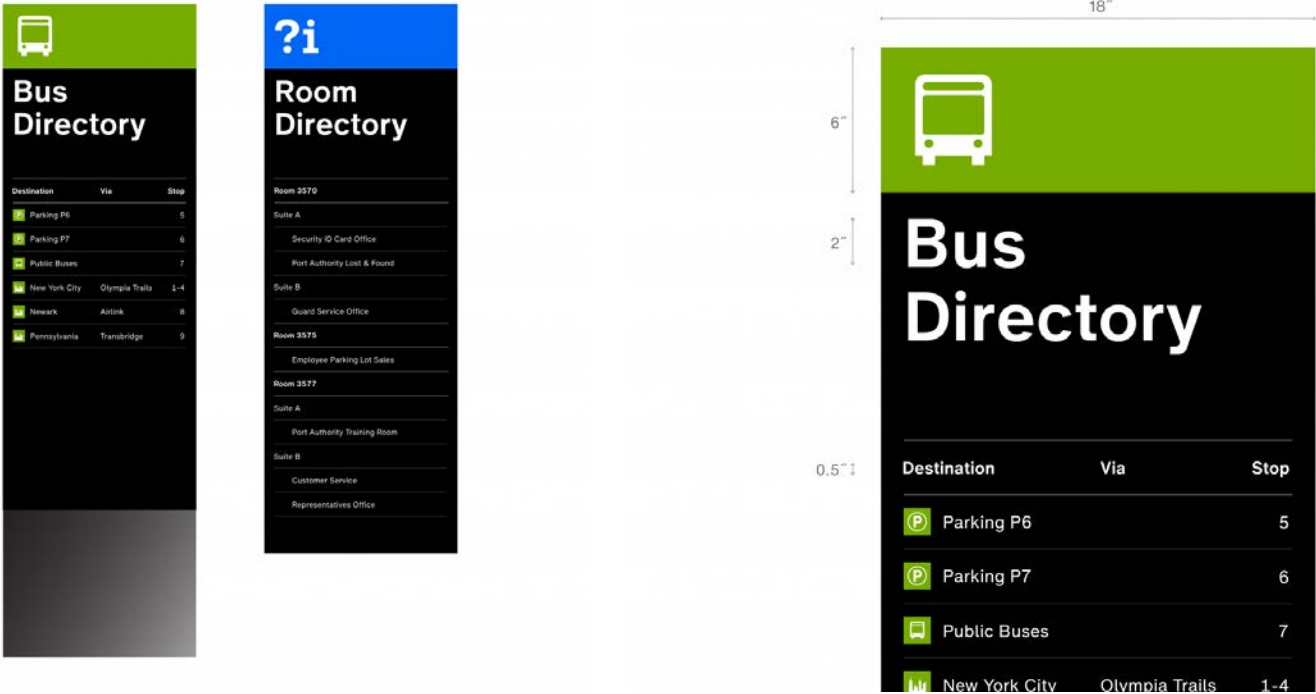 Bus
Directory
Destination Via Stop
P Parking P6 5
P Parking P7 6
Public Buses 7
New York City Olympia Trails 1-4
Newark Airlink 8
Pennsylvania Transbridge 9
?i
Room
Directory
Room 3570
Suite A
Security ID Card Office
Port Authority Lost & Found
Suite B
Guard Service Office
Room 3575
Employee Parking Lot Sales
Room 3577
Suite A
Port Authority Training Room
Suite B
Customer Service
Representatives Office
18″
6″
2″
0.5″
Bus
Directory
Destination Via Stop
P Parking P6 5
P Parking P7 6
Public Buses 7
New York City Olympia Trails 1-4